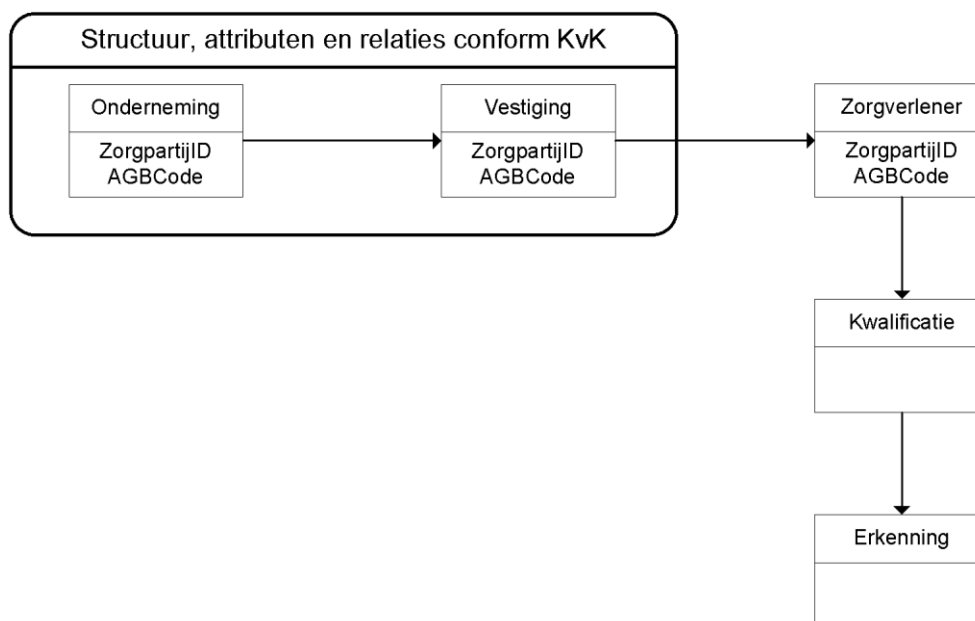 Structuur, attributen en relaties conform KvK
Onderneming
ZorgpartijID
AGBCode
Vestiging
ZorgpartijID
AGBCode
Zorgverlener
ZorgpartijID
AGBCode
Kwalificatie
Erkenning